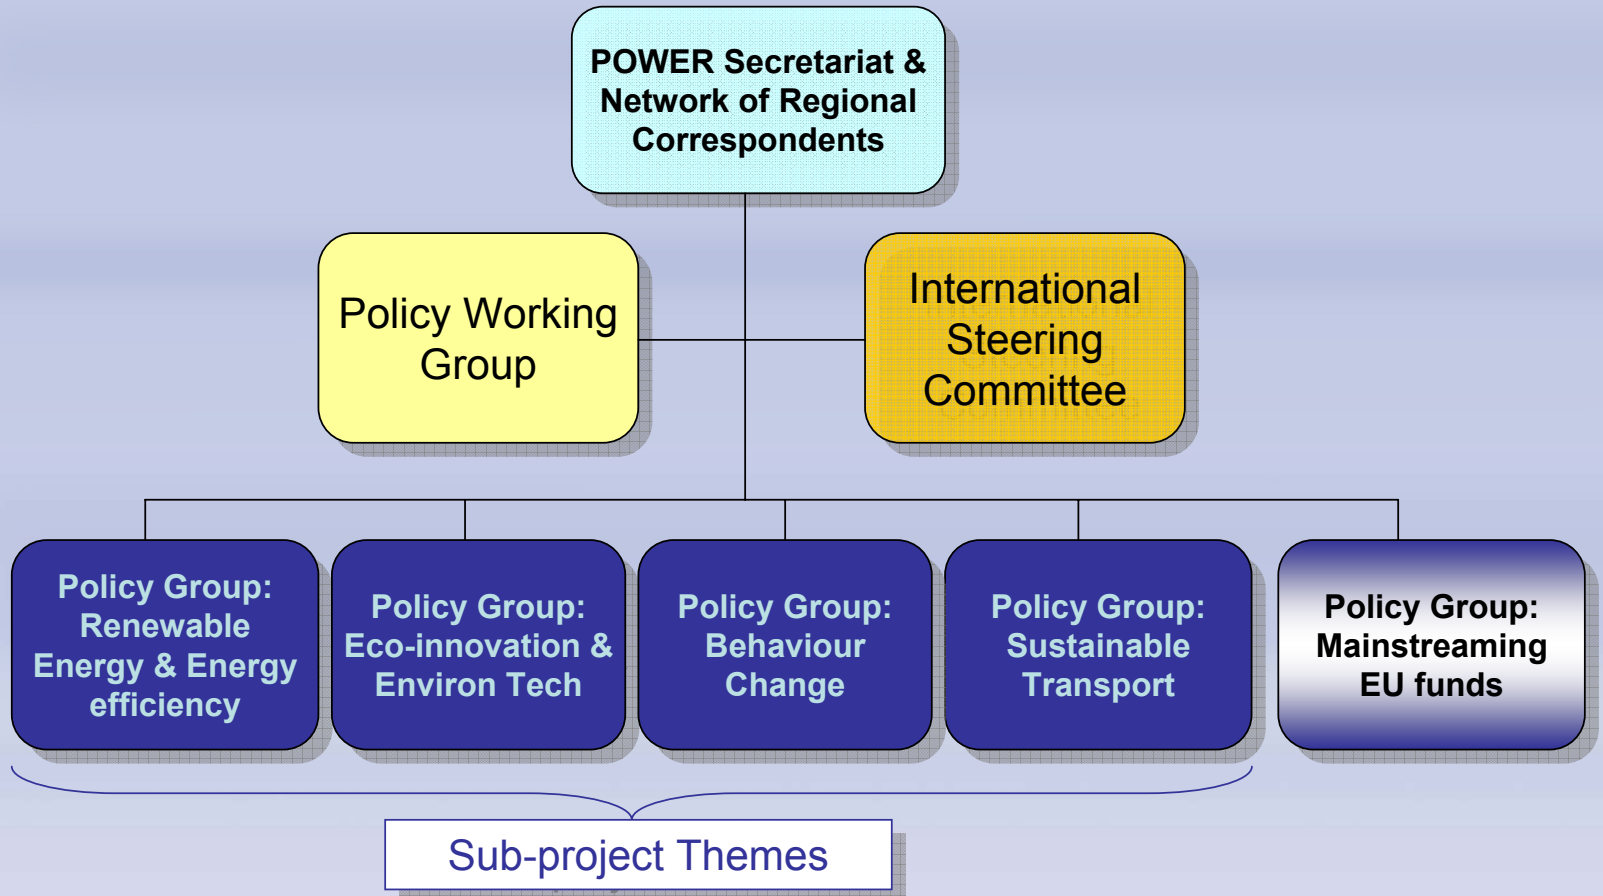 POWER Secretariat &
Network of Regional
Correspondents
Policy Working
Group
International
Steering
Committee
Policy Group:
Renewable
Energy & Energy
efficiency
Policy Group:
Eco-innovation &
Environ Tech
Policy Group:
Behaviour
Change
Policy Group:
Sustainable
Transport
Policy Group:
Mainstreaming
EU funds
Sub-project Themes